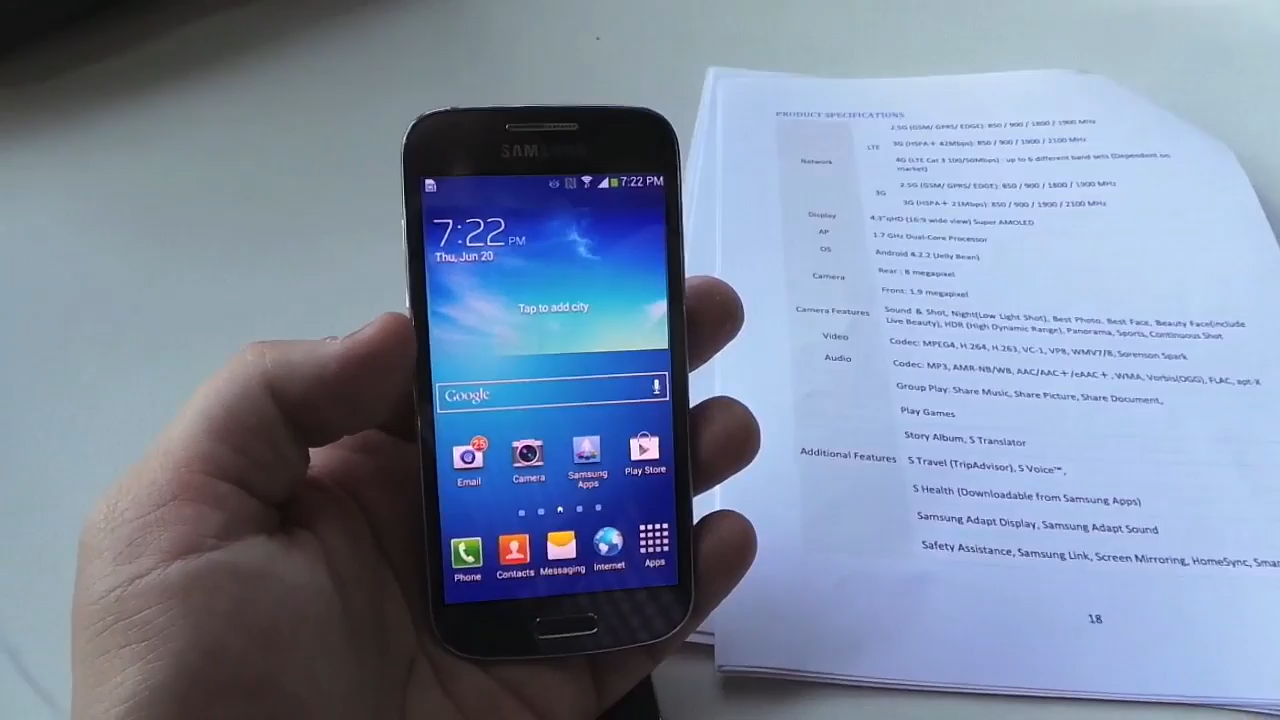 SAMSUNG
7:22 PM
7:22 PM
Thu, Jun 20
Tap to add city
Google
25
Email
Camera
Samsung
Apps
Play Store
Phone
Contacts
Messaging
Internet
Apps
PRODUCT SPECIFICATIONS
Network
LTE
2.5G (GSM/ GPRS/ EDGE): 850 / 900 / 1800 / 1900 MHz
3G (HSPA+ 42Mbps): 850 / 900 / 1900 / 2100 MHz
4G (LTE Cat 3 100/50Mbps) : up to 6 different band sets (Dependent on
market)
3G
2.5G (GSM/ GPRS/ EDGE): 850 / 900 / 1800 / 1900 MHz
3G (HSPA+ 21Mbps): 850 / 900 / 1900 / 2100 MHz
Display
4.3" qHD (16:9 wide view) Super AMOLED
AP
1.7 GHz Dual-Core Processor
OS
Android 4.2.2 (Jelly Bean)
Camera
Rear : 8 megapixel
Front: 1.9 megapixel
Camera Features
Sound & Shot, Night(Low Light Shot), Best Photo, Best Face, Beauty Face(include
Live Beauty), HDR (High Dynamic Range), Panorama, Sports, Continuous Shot
Video
Codec: MPEG4, H.264, H.263, VC-1, VP8, WMV7/8, Sorenson Spark
Audio
Codec: MP3, AMR-NB/WB, AAC/AAC+/eAAC+, WMA, Vorbis(OGG), FLAC, apt-X
Additional Features
Group Play: Share Music, Share Picture, Share Document,
Play Games
Story Album, S Translator
S Travel (TripAdvisor), S Voice™,
S Health (Downloadable from Samsung Apps)
Samsung Adapt Display, Samsung Adapt Sound
Safety Assistance, Samsung Link, Screen Mirroring, HomeSync, Smar
18